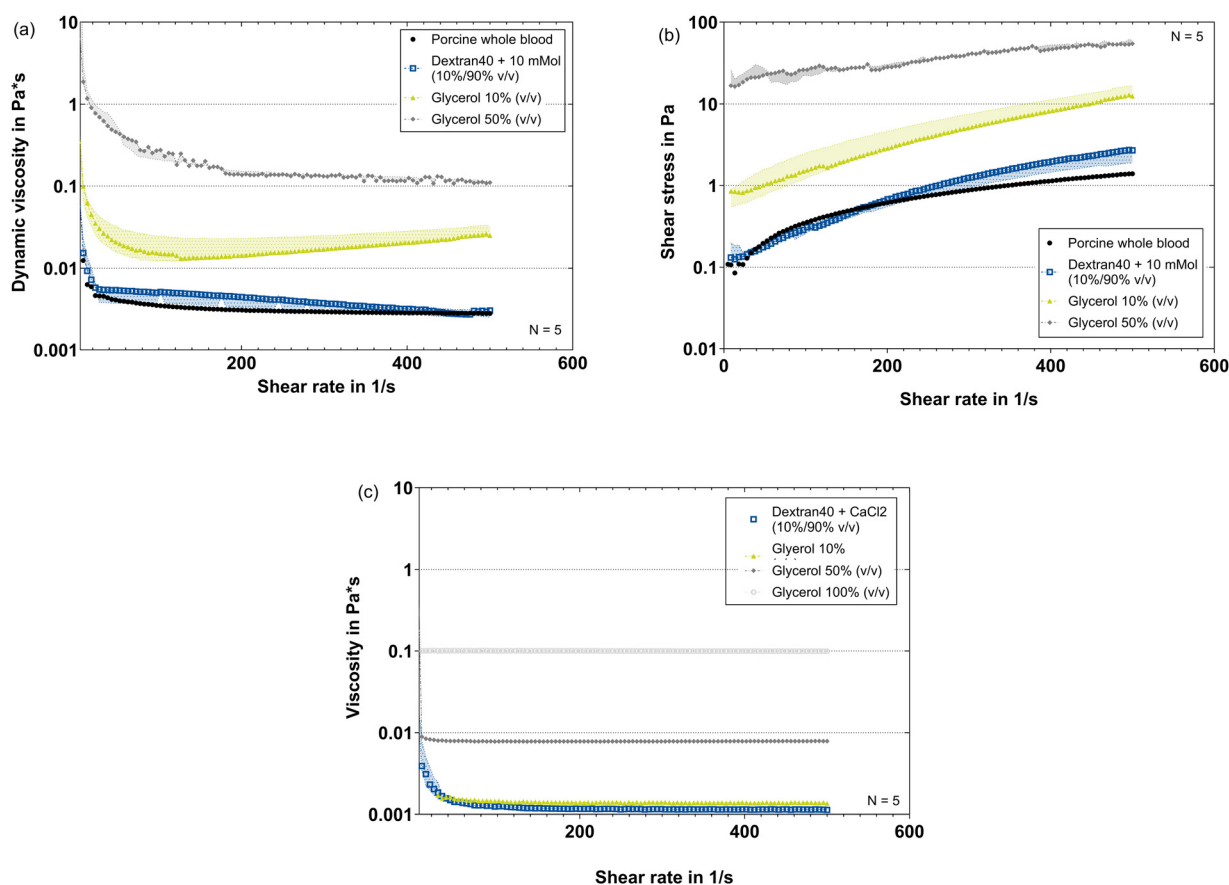 (a)
10
1
0.1
0.01
0.001
Dynamic viscosity in Pa*s
Porcine whole blood
Dextran40 + 10 mMol
(10%/90% v/v)
Glycerol 10% (v/v)
Glycerol 50% (v/v)
N = 5
200
400
600
Shear rate in 1/s
(b)
100
10
1
0.1
0.01
Shear stress in Pa
N = 5
Porcine whole blood
Dextran40 + 10 mMol
(10%/90% v/v)
Glycerol 10% (v/v)
Glycerol 50% (v/v)
0
200
400
600
Shear rate in 1/s
(c)
10
1
0.1
0.01
0.001
Viscosity in Pa*s
Dextran40 + CaCl2
(10%/90% v/v)
Glyerol 10%
Glycerol 50% (v/v)
Glycerol 100% (v/v)
N = 5
200
400
600
Shear rate in 1/s